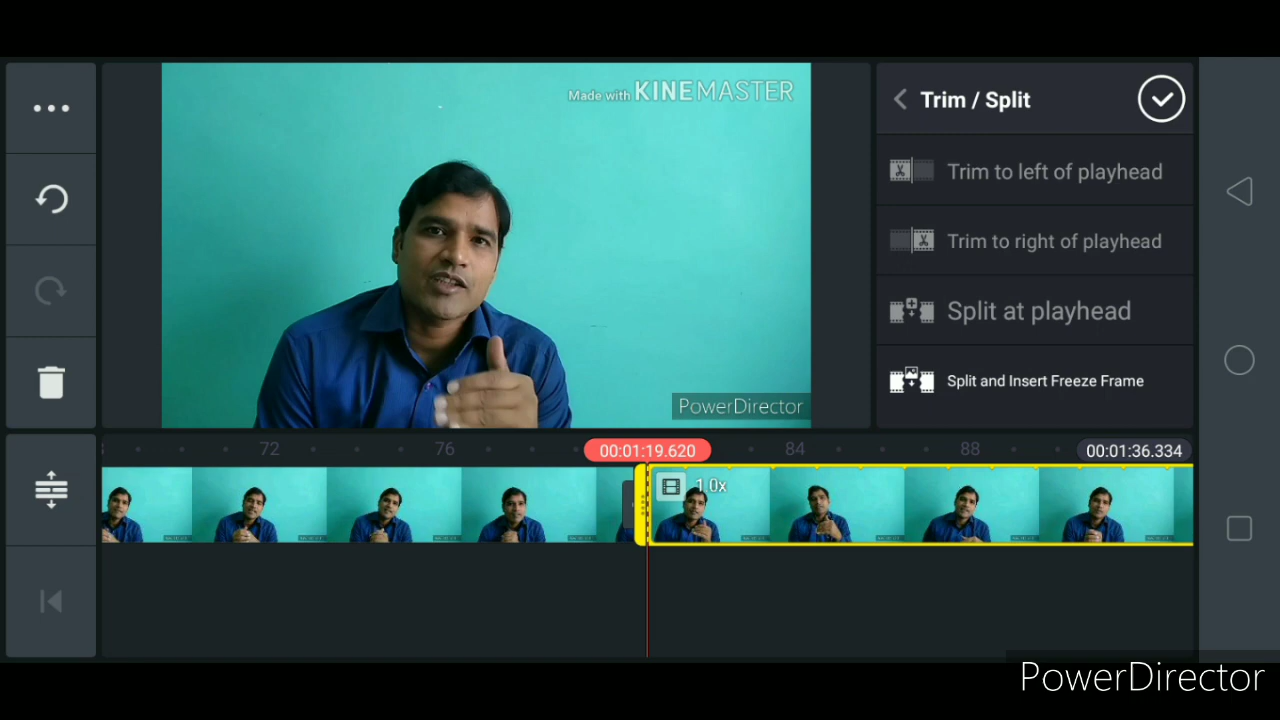 Made with KINEMASTER
PowerDirector
Trim / Split
Trim to left of playhead
Trim to right of playhead
Split at playhead
Split and Insert Freeze Frame
72 76 00:01:19.620 84 88 00:01:36.334
1.0x
PowerDirector